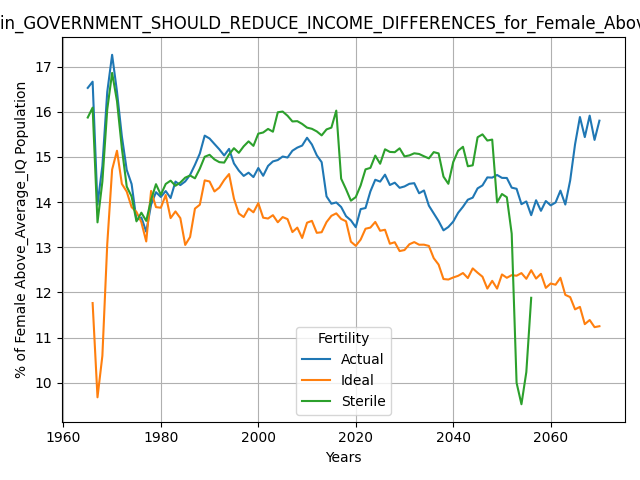 in_GOVERNMENT_SHOULD_REDUCE_INCOME_DIFFERENCES_for_Female_Abov
% of Female Above_Average_IQ Population
17
16
15
14
13
12
11
10
Fertility
Actual
Ideal
Sterile
1960 1980 2000 2020 2040 2060
Years